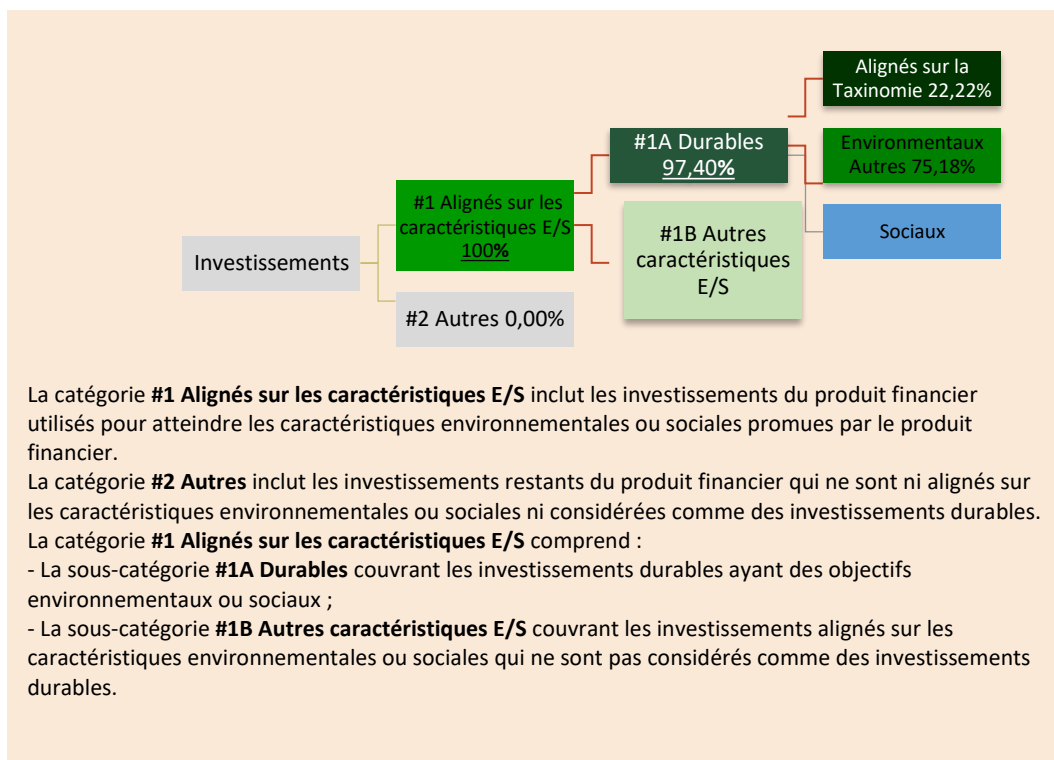 Alignés sur la
Taxinomie 22,22%
#1A Durables
97,40%
Environmentaux
Autres 75,18%
#1 Alignés sur les
caractéristiques E/S
100%
#1B Autres
caractéristiques
E/S
Sociaux
Investissements
#2 Autres 0,00%
La catégorie #1 Alignés sur les caractéristiques E/S inclut les investissements du produit financier
utilisés pour atteindre les caractéristiques environnementales ou sociales promues par le produit
financier.
La catégorie #2 Autres inclut les investissements restants du produit financier qui ne sont ni alignés sur
les caractéristiques environnementales ou sociales ni considérées comme des investissements durables.
La catégorie #1 Alignés sur les caractéristiques E/S comprend :
- La sous-catégorie #1A Durables couvrant les investissements durables ayant des objectifs
environnementaux ou sociaux ;
- La sous-catégorie #1B Autres caractéristiques E/S couvrant les investissements alignés sur les
caractéristiques environnementales ou sociales qui ne sont pas considérés comme des investissements
durables.